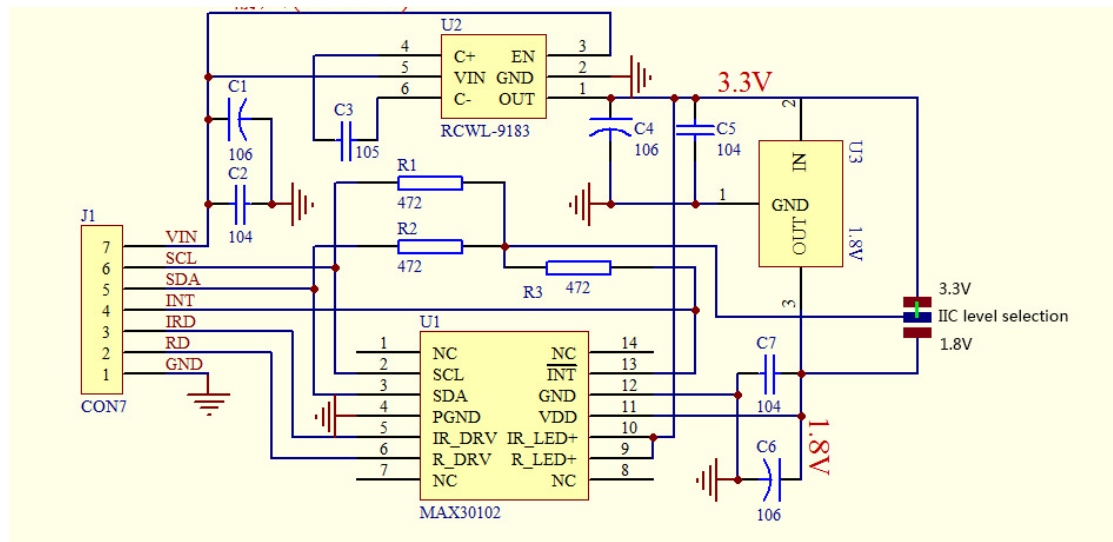 U2
4 C+ EN 3
5 VIN GND 2
6 C- OUT 1
RCWL-9183
3.3V
C1
106
C2
104
C3
105
C4
106
C5
104
2
U3
IN
1 GND
OUT
1.8V
3
R1
472
R2
472
R3 472
J1
7 VIN
6 SCL
5 SDA
4 INT
3 IRD
2 RD
1 GND
CON7
U1
1 NC NC 14
2 SCL INT 13
3 SDA GND 12
4 PGND VDD 11
5 IR_DRV IR_LED+ 10
6 R_DRV R_LED+ 9
7 NC NC 8
MAX30102
C7
104
C6
106
1.8V
3.3V
IIC level selection
1.8V